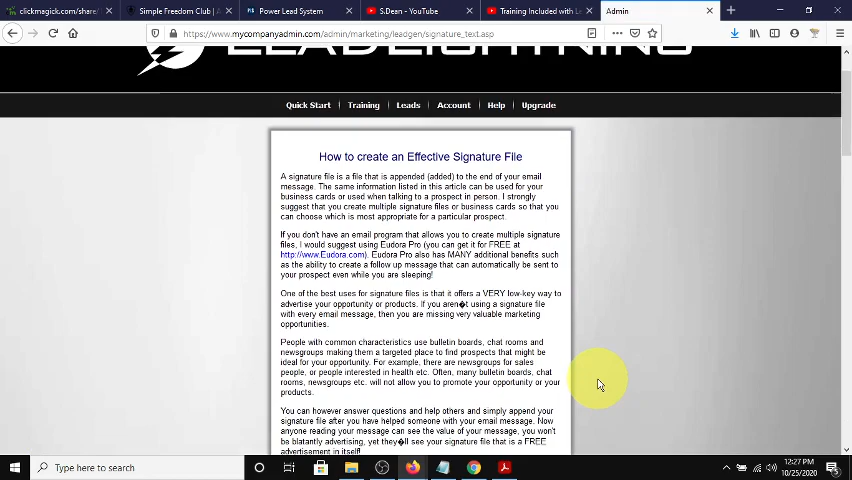 clickmagick.com/share/
Simple Freedom Club | A
Power Lead System
S.Dean - YouTube
Training Included with L
Admin
https://www.mycompanyadmin.com/admin/marketing/leadgen/signature_text.asp
LEAD LIGHTNING
Quick Start
Training
Leads
Account
Help
Upgrade
How to create an Effective Signature File
A signature file is a file that is appended (added) to the end of your email
message. The same information listed in this article can be used for your
business cards or used when talking to a prospect in person. I strongly
suggest that you create multiple signature files or business cards so that you
can choose which is most appropriate for a particular prospect.
If you don't have an email program that allows you to create multiple signature
files, I would suggest using Eudora Pro (you can get it for FREE at
http://www.Eudora.com). Eudora Pro also has MANY additional benefits such
as the ability to create a follow up message that can automatically be sent to
your prospect even while you are sleeping!
One of the best uses for signature files is that it offers a VERY low-key way to
advertise your opportunity or products. If you aren�t using a signature file
with every email message, then you are missing very valuable marketing
opportunities.
People with common characteristics use bulletin boards, chat rooms and
newsgroups making them a targeted place to find prospects that might be
ideal for your opportunity. For example, there are newsgroups for sales
people, or people interested in health etc. Often, many bulletin boards, chat
rooms, newsgroups etc. will not allow you to promote your opportunity or your
products.
You can however answer questions and help others and simply append your
signature file after you have helped someone with your email message. Now
anyone reading your message can see the value of your message, you won't
be blatantly advertising, yet they�ll see your signature file that is a FREE
advertisement in itself!
Type here to search
12:27 PM
10/25/2020
5